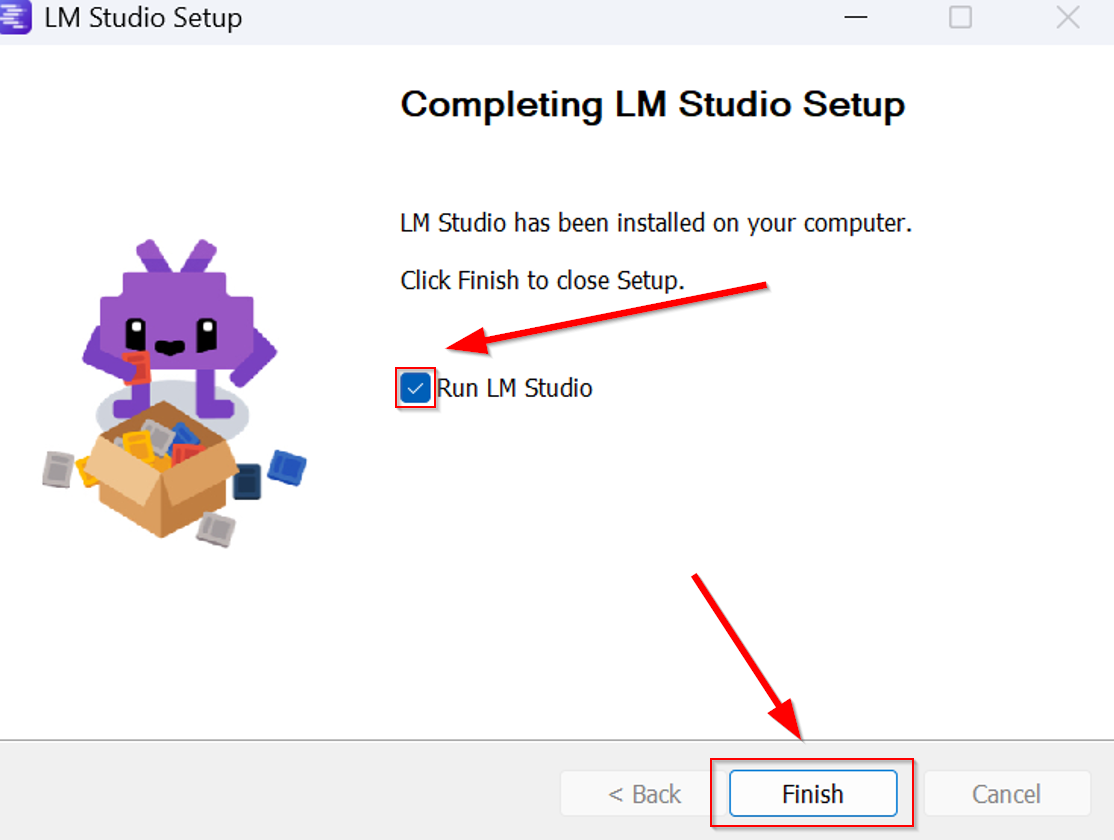 LM Studio Setup
Completing LM Studio Setup
LM Studio has been installed on your computer.
Click Finish to close Setup.
Run LM Studio
< Back
Finish
Cancel